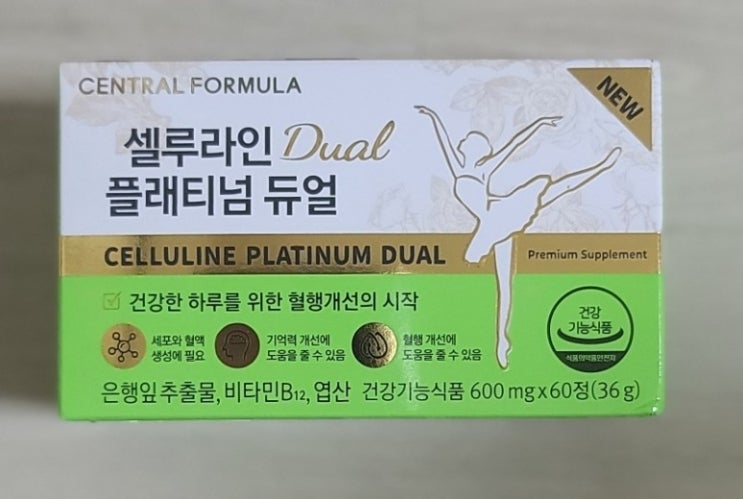 CENTRAL FORMULA
NEW
셀루라인 Dual
플래티넘 듀얼
CELLULINE PLATINUM DUAL
Premium Supplement
건강한 하루를 위한 혈행개선의 시작
세포와 혈액
생성에 필요
기억력 개선에
도움을 줄 수 있음
혈행 개선에
도움을 줄 수 있음
건강
기능식품
식품의약품안전처
은행잎 추출물, 비타민B₁₂, 엽산 건강기능식품 600 mg x 60정(36 g)